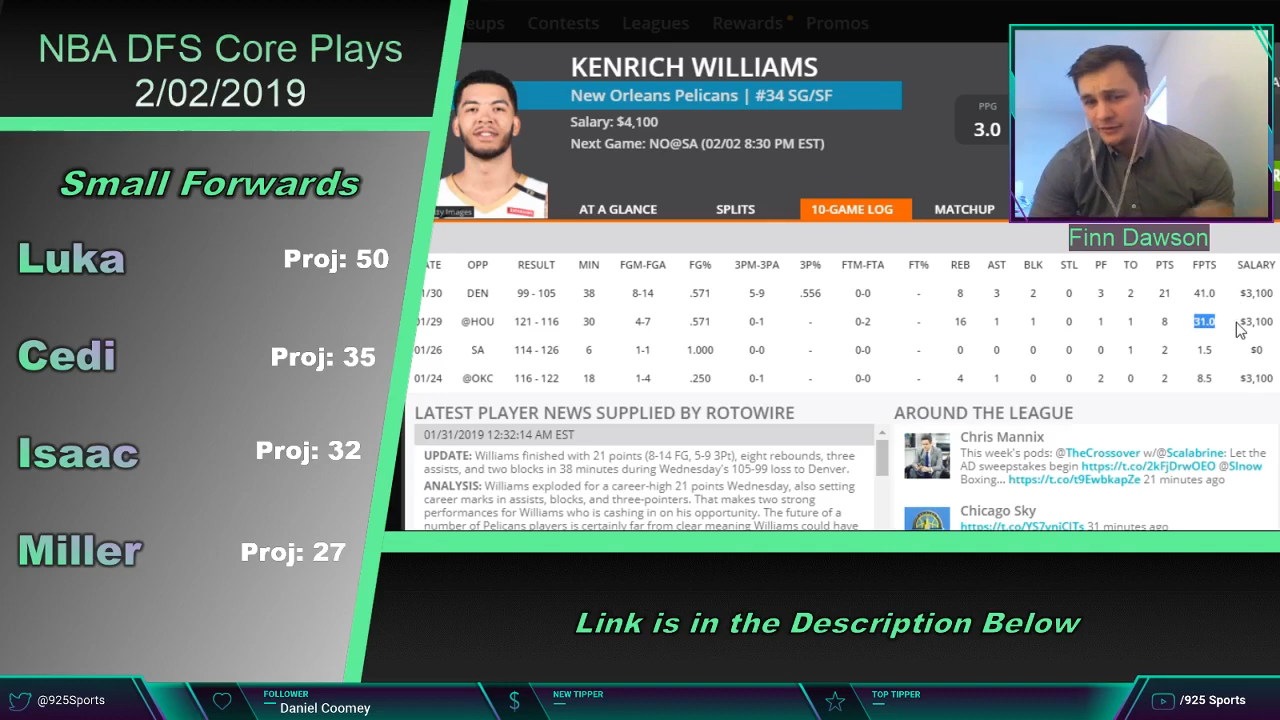 NBA DFS Core Plays
2/02/2019
Small Forwards
Luka Proj: 50
Cedi Proj: 35
Isaac Proj: 32
Miller Proj: 27
eups Contests Leagues Rewards Promos
KENRICH WILLIAMS
New Orleans Pelicans | #34 SG/SF
Salary: $4,100
Next Game: NO@SA (02/02 8:30 PM EST)
PPG
3.0
ty Images
AT A GLANCE SPLITS 10-GAME LOG MATCHUP
Finn Dawson
ATE OPP RESULT MIN FGM-FGA FG% 3PM-3PA 3P% FTM-FTA FT% REB AST BLK STL PF TO PTS FPTS SALARY
1/30 DEN 99 - 105 38 8-14 .571 5-9 .556 0-0 - 8 3 2 0 3 2 21 41.0 $3,100
01/29 @HOU 121 - 116 30 4-7 .571 0-1 - 0-2 - 16 1 1 0 1 1 8 31.0 $3,100
01/26 SA 114 - 126 6 1-1 1.000 0-0 - 0-0 - 0 0 0 0 0 1 2 1.5 $0
01/24 @OKC 116 - 122 18 1-4 .250 0-1 - 0-0 - 4 1 0 0 2 0 2 8.5 $3,100
LATEST PLAYER NEWS SUPPLIED BY ROTOWIRE
01/31/2019 12:32:14 AM EST
UPDATE: Williams finished with 21 points (8-14 FG, 5-9 3Pt), eight rebounds, three
assists, and two blocks in 38 minutes during Wednesday's 105-99 loss to Denver.
ANALYSIS: Williams exploded for a career-high 21 points Wednesday, also setting
career marks in assists, blocks, and three-pointers. That makes two strong
performances for Williams who is cashing in on his opportunity. The future of a
number of Pelicans players is certainly far from clear meaning Williams could have
AROUND THE LEAGUE
Chris Mannix
This week's pods: @TheCrossover w/@Scalabrine: Let the
AD sweepstakes begin https://t.co/2kFjDrwOEO @SInow
Boxing... https://t.co/t9EwbkapZe 21 minutes ago
Chicago Sky
https://t.co/YS7vniCITs 31 minutes ago
Link is in the Description Below
@925Sports
FOLLOWER
Daniel Coomey
NEW TIPPER
TOP TIPPER
/925 Sports